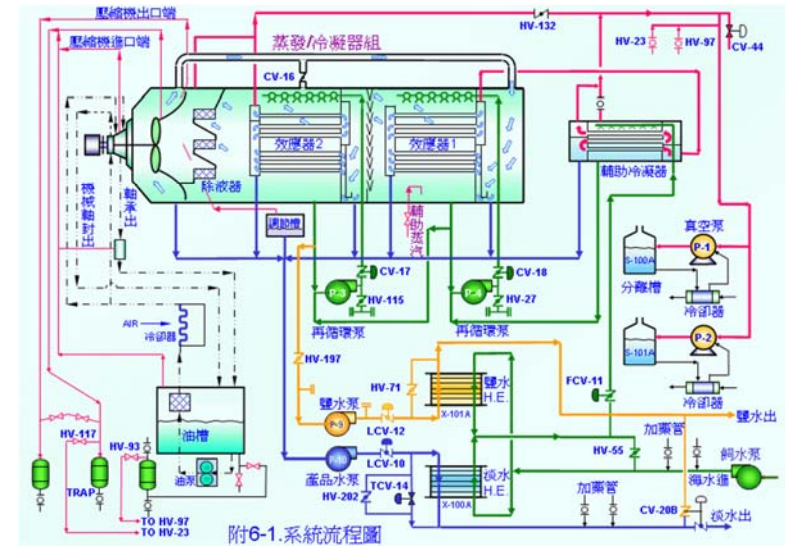 壓縮機出口端
壓縮機進口端
蒸發/冷凝器組
CV-16
HV-132
HV-23
HV-97
CV-44
效應器2
效應器1
除液器
輔助冷凝器
機械軸封出
軸承出
調節槽
輔助蒸汽
真空泵
P-1
S-100A
分離槽
冷卻器
P-2
S-101A
冷卻器
CV-17
CV-18
HV-115
HV-27
再循環泵
再循環泵
AIR
冷卻器
HV-197
HV-71
鹽水
H.E.
X-101A
FCV-11
鹽水出
鹽水泵
P-9
LCV-12
HV-117
HV-93
油槽
油泵
TRAP
TO HV-97
TO HV-23
P-10
LCV-10
產品水泵
TCV-14
HV-202
淡水
H.E.
X-100A
HV-55
加藥管
飼水泵
海水進
加藥管
CV-20B
淡水出
附6-1.系統流程圖